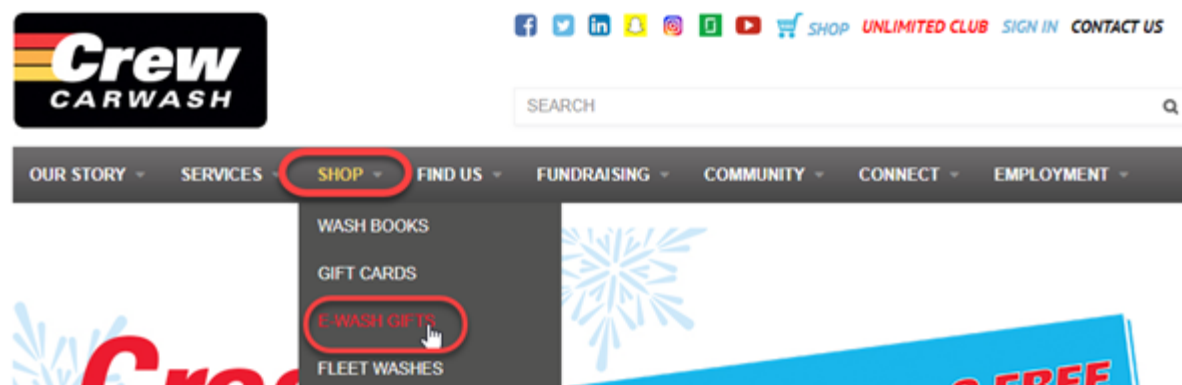 Crew
CARWASH
SHOP UNLIMITED CLUB SIGN IN CONTACT US
SEARCH
OUR STORY SERVICES SHOP FIND US FUNDRAISING COMMUNITY CONNECT EMPLOYMENT
WASH BOOKS
GIFT CARDS
E-WASH GIFTS
FLEET WASHES
FREE